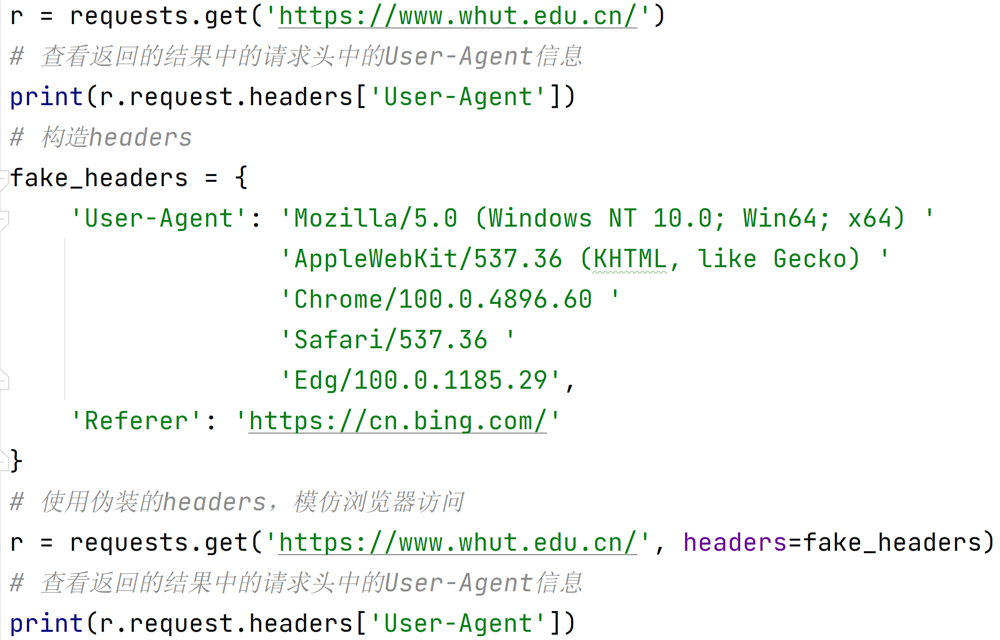 r = requests.get('https://www.whut.edu.cn/')
# 查看返回的结果中的请求头中的User-Agent信息
print(r.request.headers['User-Agent'])
# 构造headers
fake_headers = {
    'User-Agent': 'Mozilla/5.0 (Windows NT 10.0; Win64; x64) '
                  'AppleWebKit/537.36 (KHTML, like Gecko) '
                  'Chrome/100.0.4896.60 '
                  'Safari/537.36 '
                  'Edg/100.0.1185.29',
    'Referer': 'https://cn.bing.com/'
}
# 使用伪装的headers，模仿浏览器访问
r = requests.get('https://www.whut.edu.cn/', headers=fake_headers)
# 查看返回的结果中的请求头中的User-Agent信息
print(r.request.headers['User-Agent'])